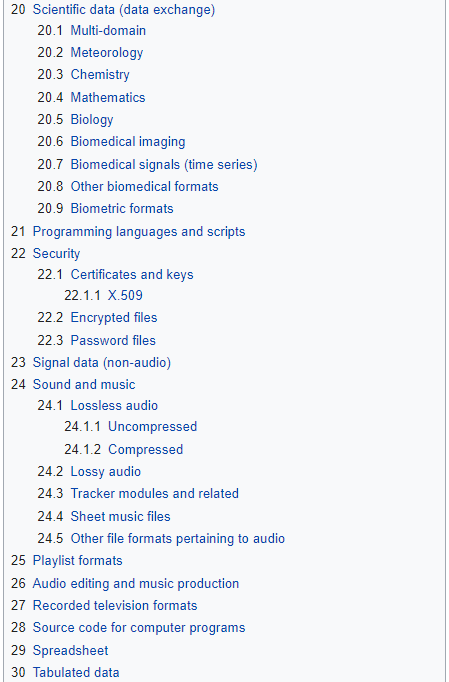 20 Scientific data (data exchange)
20.1 Multi-domain
20.2 Meteorology
20.3 Chemistry
20.4 Mathematics
20.5 Biology
20.6 Biomedical imaging
20.7 Biomedical signals (time series)
20.8 Other biomedical formats
20.9 Biometric formats
21 Programming languages and scripts
22 Security
22.1 Certificates and keys
22.1.1 X.509
22.2 Encrypted files
22.3 Password files
23 Signal data (non-audio)
24 Sound and music
24.1 Lossless audio
24.1.1 Uncompressed
24.1.2 Compressed
24.2 Lossy audio
24.3 Tracker modules and related
24.4 Sheet music files
24.5 Other file formats pertaining to audio
25 Playlist formats
26 Audio editing and music production
27 Recorded television formats
28 Source code for computer programs
29 Spreadsheet
30 Tabulated data